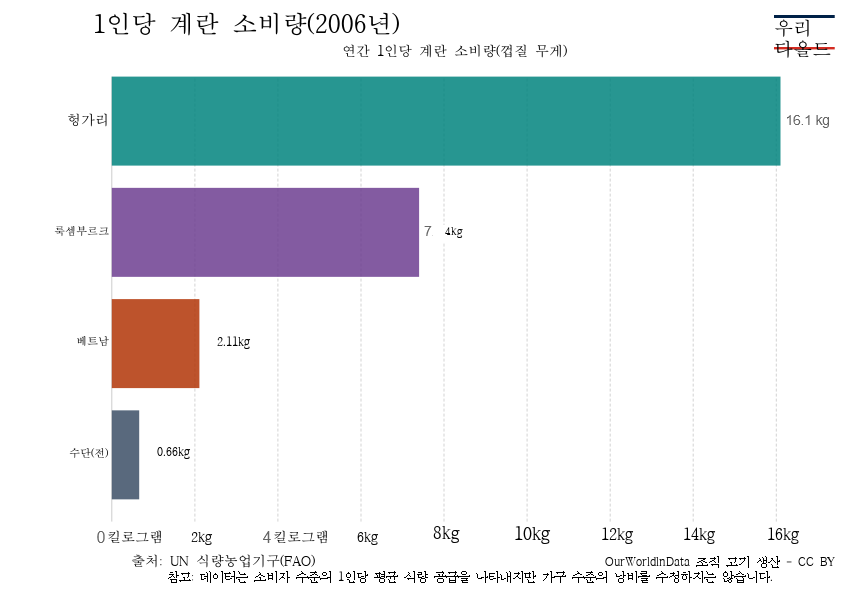 1인당 계란 소비량(2006년)
우리
다올드
연간 1인당 계란 소비량(껍질 무게)
헝가리
16.1 kg
룩셈부르크
7 4kg
베트남
2.11kg
수단(전)
0.66kg
0킬로그램 2kg 4킬로그램 6kg 8kg 10kg 12kg 14kg 16kg
출처: UN 식량농업기구(FAO)
OurWorldInData 조직 고기 생산 - CC BY
참고: 데이터는 소비자 수준의 1인당 평균 식량 공급을 나타내지만 가구 수준의 낭비를 수정하지는 않습니다.